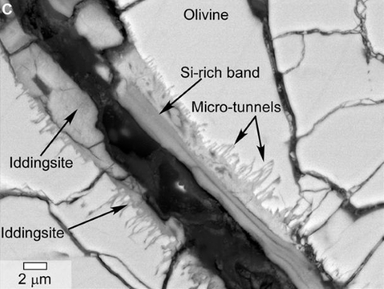 C
Olivine
Si-rich band
Micro-tunnels
Iddingsite
Iddingsite
2 µm